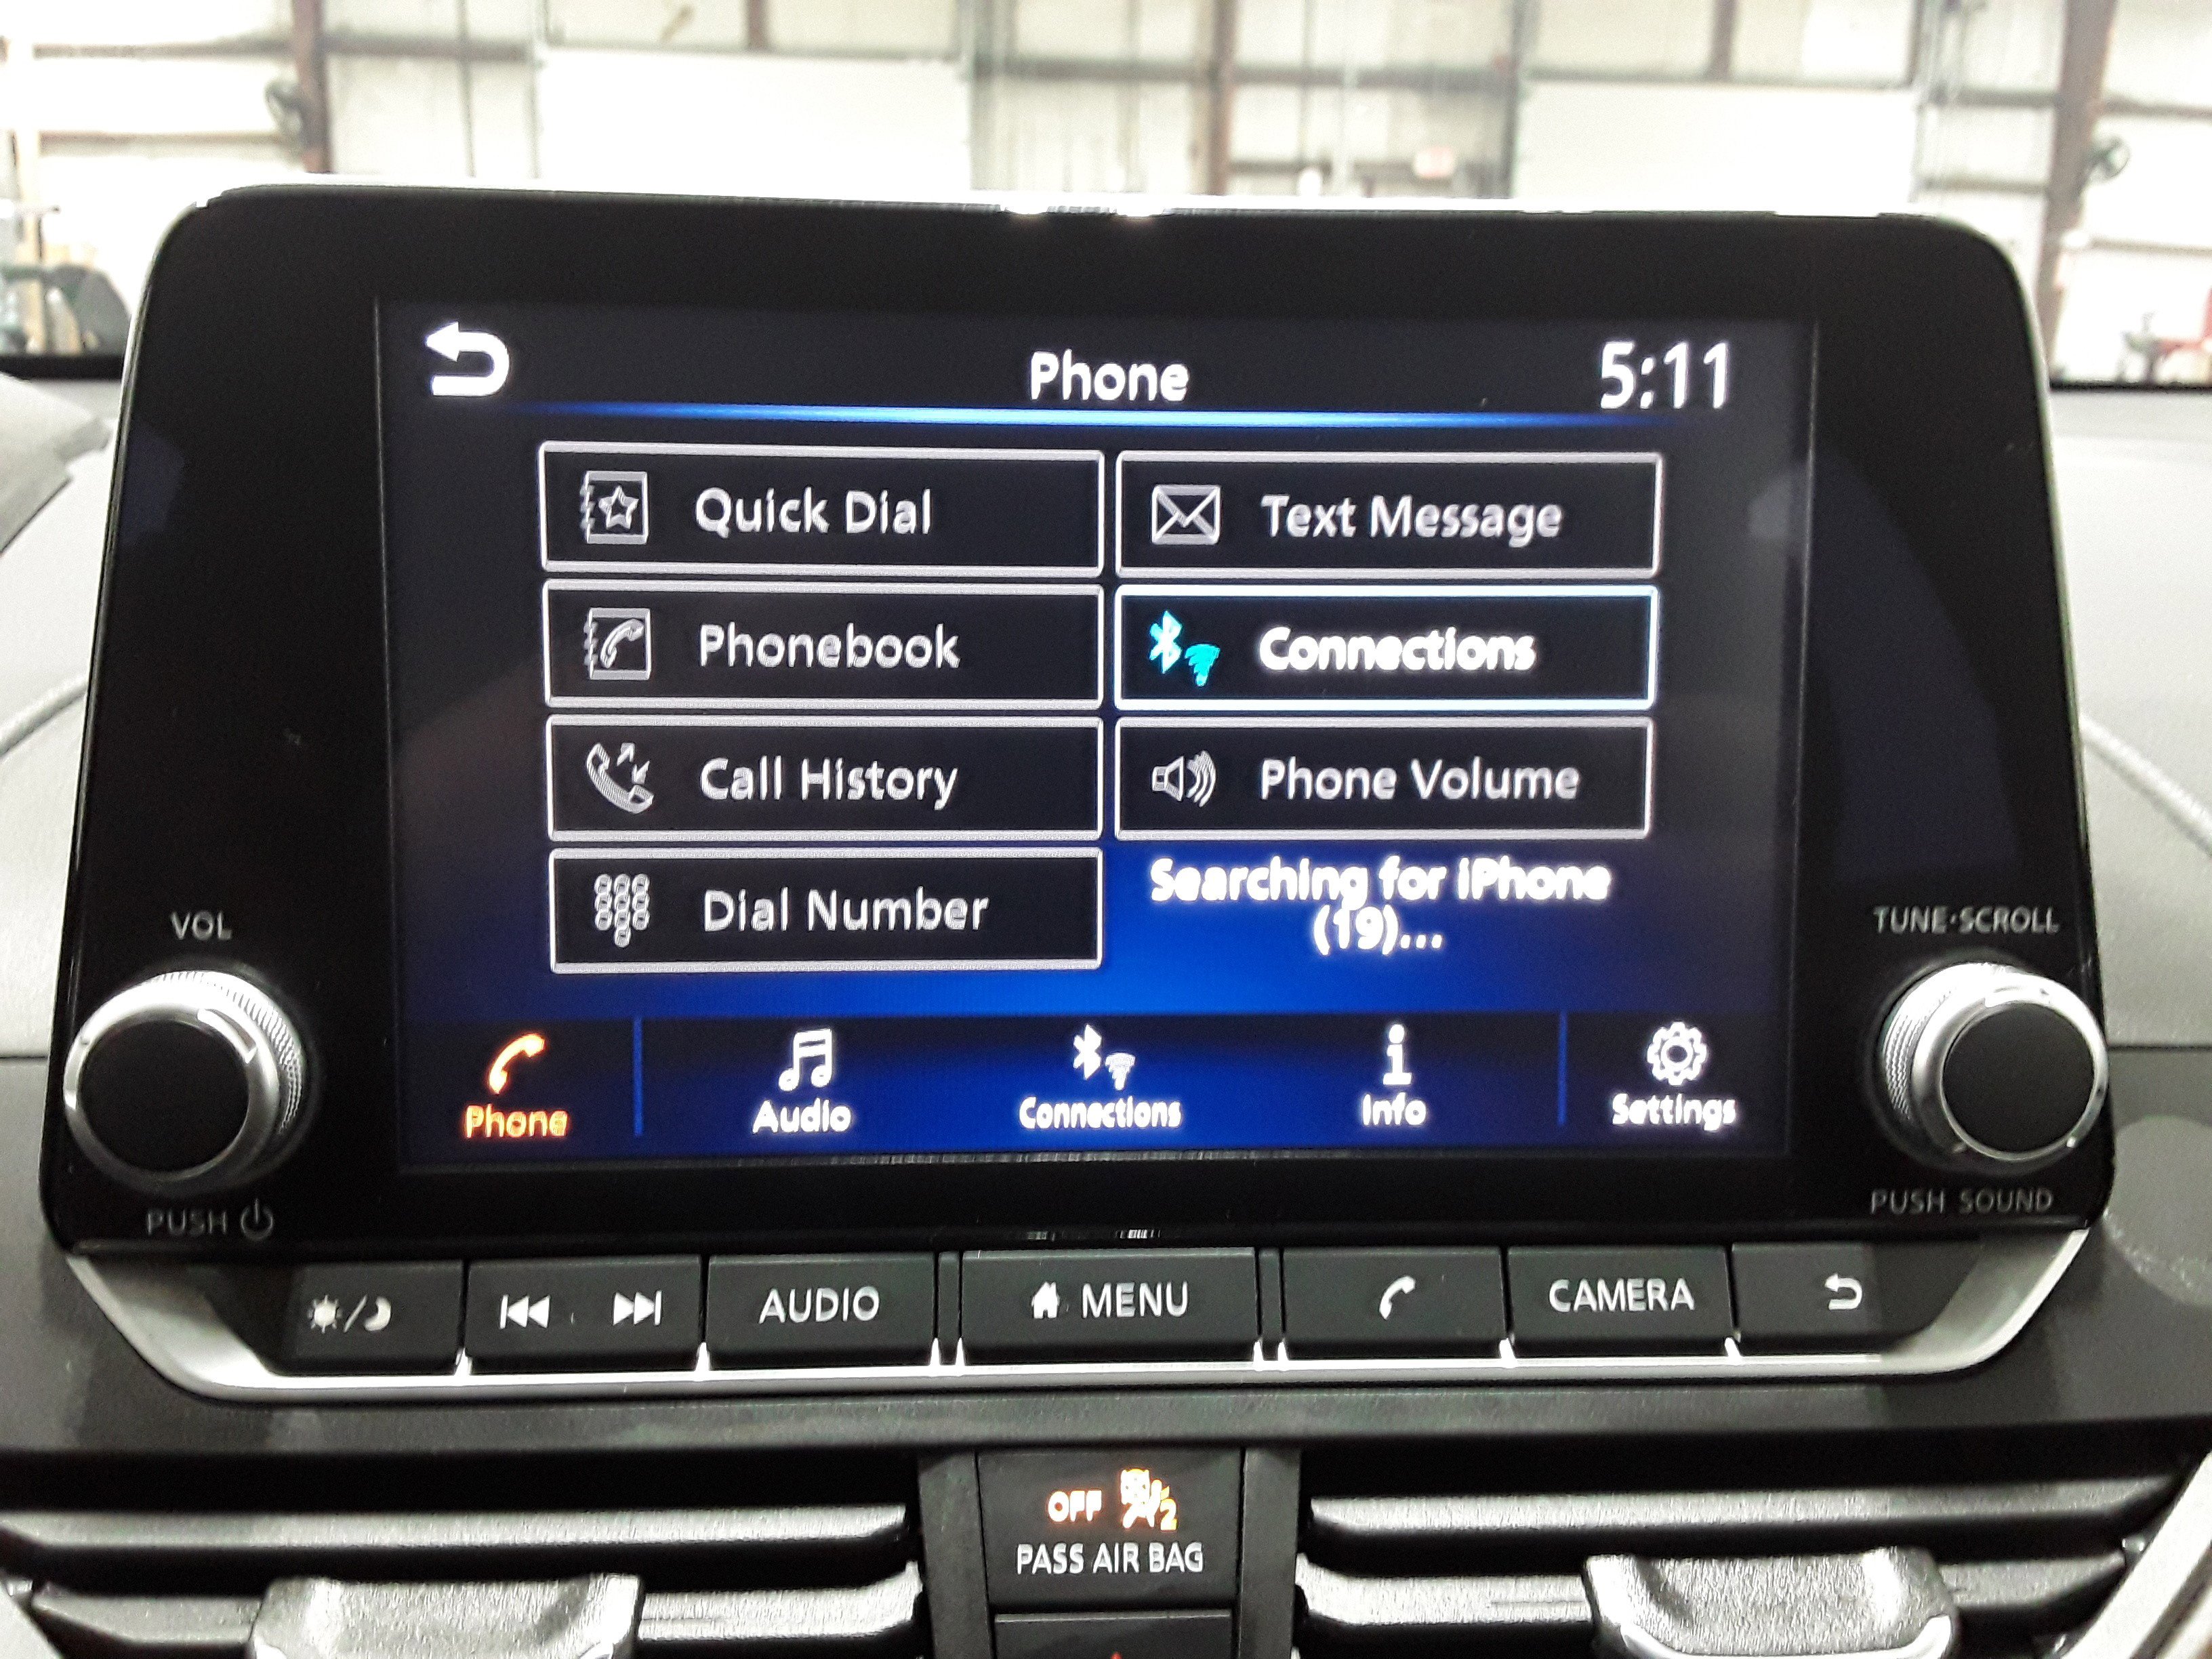 Phone
5:11
Quick Dial
Text Message
Phonebook
Connections
Call History
Phone Volume
Dial Number
Searching for iPhone
(19)...
VOL
TUNE·SCROLL
Phone
Audio
Connections
Info
Settings
PUSH
PUSH SOUND
AUDIO
MENU
CAMERA
OFF
2
PASS AIR BAG